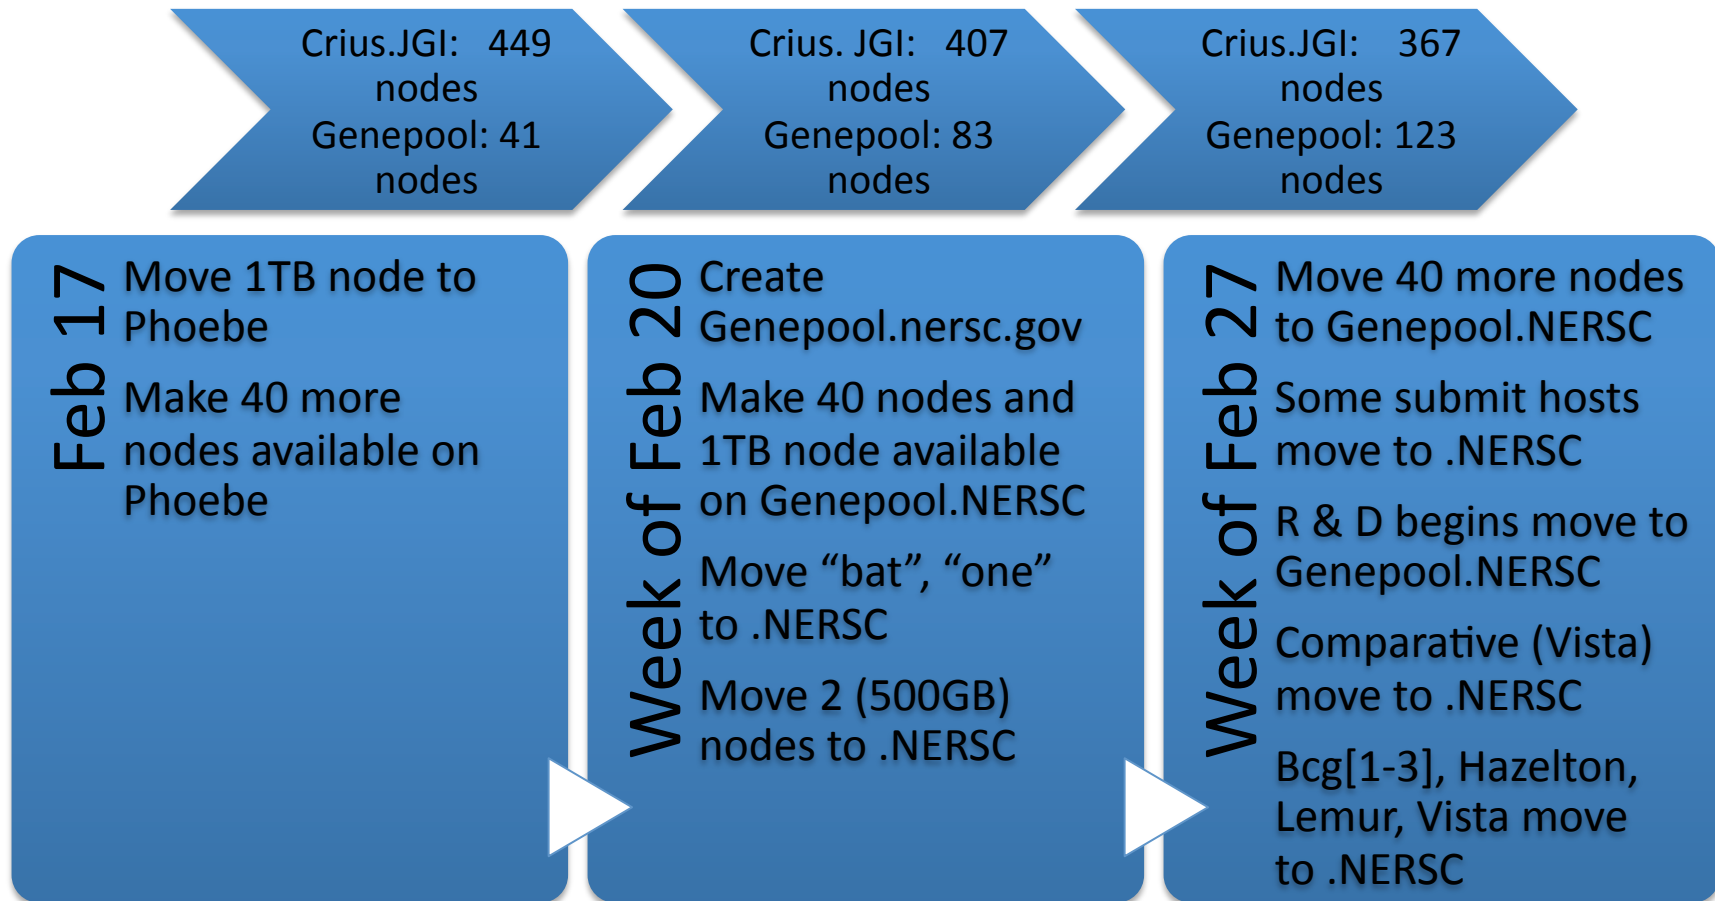 Crius.JGI: 449
nodes
Genepool: 41
nodes
Crius. JGI: 407
nodes
Genepool: 83
nodes
Crius.JGI: 367
nodes
Genepool: 123
nodes
Feb 17
Move 1TB node to
Phoebe
Make 40 more
nodes available on
Phoebe
Week of Feb 20
Create
Genepool.nersc.gov
Make 40 nodes and
1TB node available
on Genepool.NERSC
Move “bat”, “one”
to .NERSC
Move 2 (500GB)
nodes to .NERSC
Week of Feb 27
Move 40 more nodes
to Genepool.NERSC
Some submit hosts
move to .NERSC
R & D begins move to
Genepool.NERSC
Comparative (Vista)
move to .NERSC
Bcg[1-3], Hazelton,
Lemur, Vista move
to .NERSC